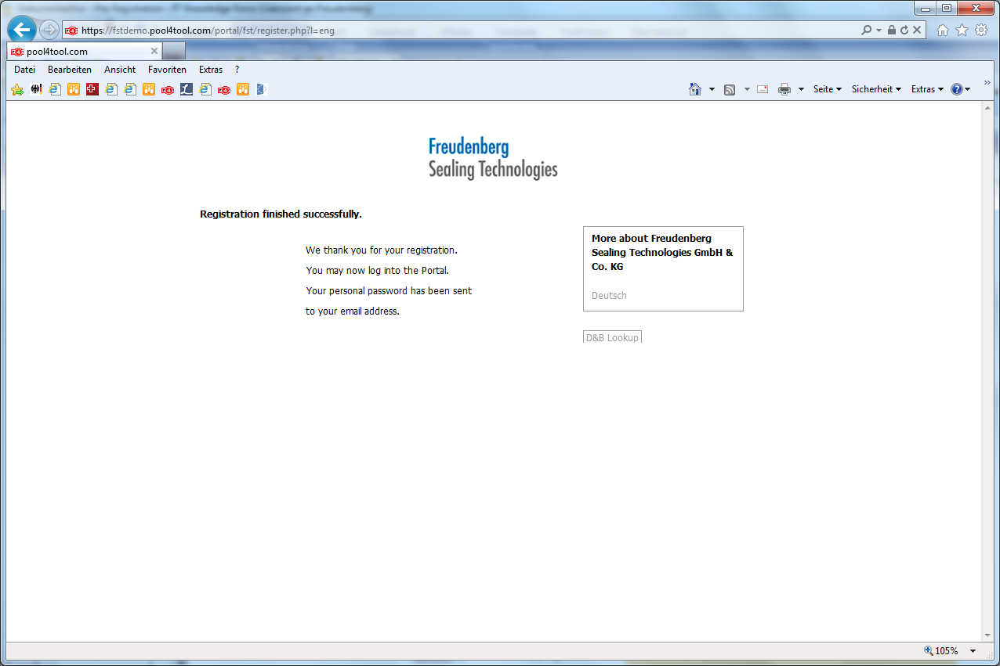 https://fstdemo.pool4tool.com/portal/fst/register.php?l=eng
pool4tool.com
Datei Bearbeiten Ansicht Favoriten Extras ?
Seite Sicherheit Extras
Freudenberg
Sealing Technologies
Registration finished successfully.
We thank you for your registration.
You may now log into the Portal.
Your personal password has been sent
to your email address.
More about Freudenberg
Sealing Technologies GmbH &
Co. KG
Deutsch
D&B Lookup
105%